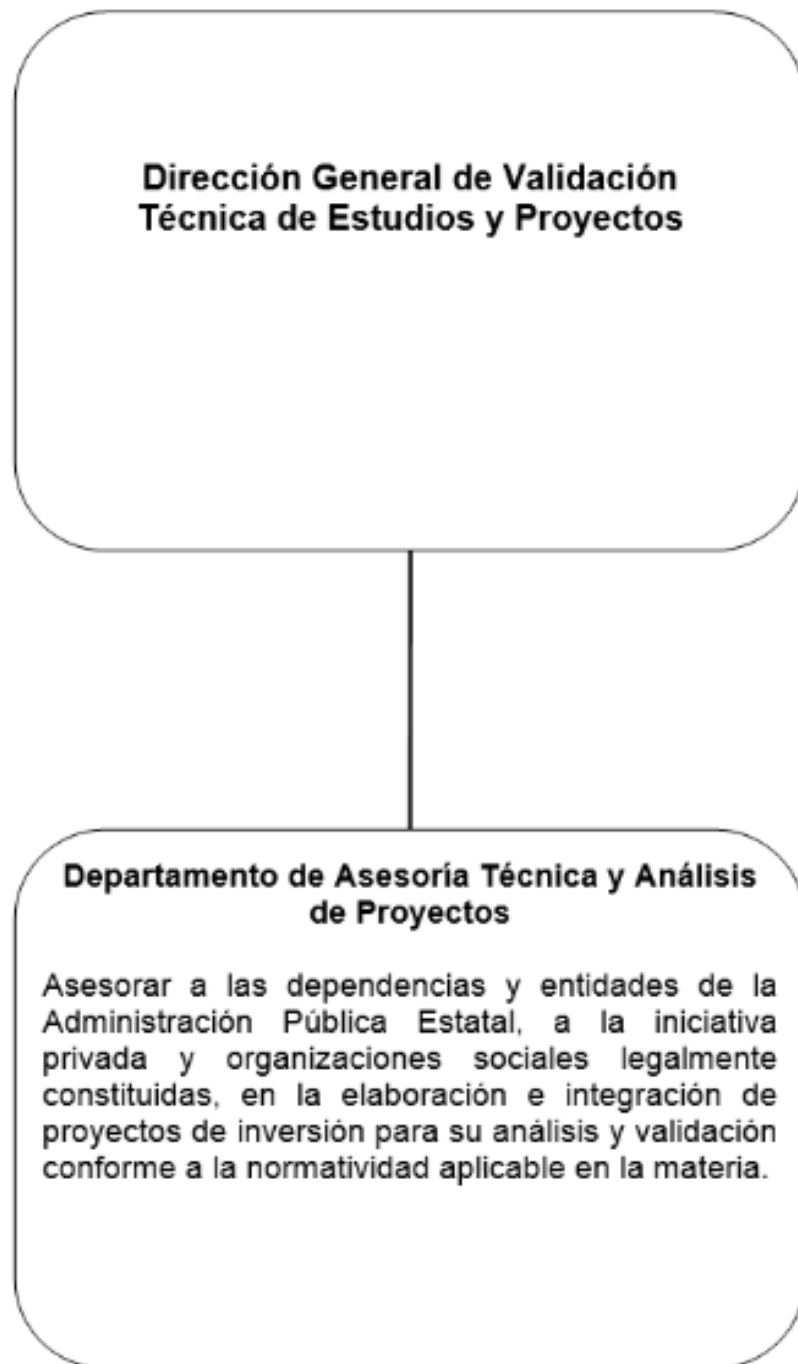 Dirección General de Validación
Técnica de Estudios y Proyectos
Departamento de Asesoría Técnica y Análisis
de Proyectos
Asesorar a las dependencias y entidades de la
Administración Pública Estatal, a la iniciativa
privada y organizaciones sociales legalmente
constituidas, en la elaboración e integración de
proyectos de inversión para su análisis y validación
conforme a la normatividad aplicable en la materia.